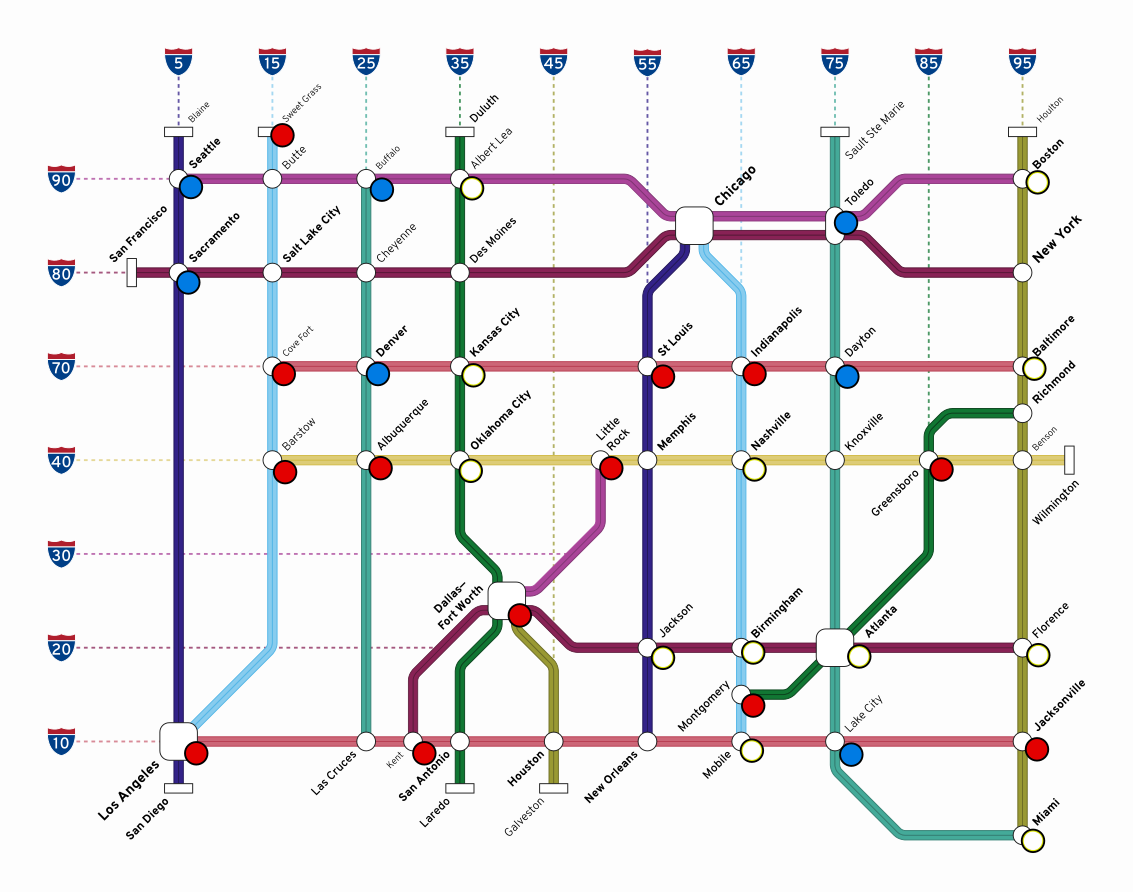 5 15 25 35 45 55 65 75 85 95
Blaine
Sweet Grass
Duluth
Sault Ste Marie
Houlton
90
Seattle
Butte
Buffalo
Albert Lea
Chicago
Toledo
Boston
80
San Francisco
Sacramento
Salt Lake City
Cheyenne
Des Moines
New York
70
Cove Fort
Denver
Kansas City
St Louis
Indianapolis
Dayton
Baltimore
Richmond
40
Barstow
Albuquerque
Oklahoma City
Little
Rock
Memphis
Nashville
Knoxville
Greensboro
Benson
Wilmington
30
Dallas–
Fort Worth
20
Jackson
Birmingham
Atlanta
Florence
Montgomery
10
Los Angeles
San Diego
Las Cruces
Kent
San Antonio
Laredo
Houston
Galveston
New Orleans
Mobile
Lake City
Jacksonville
Miami